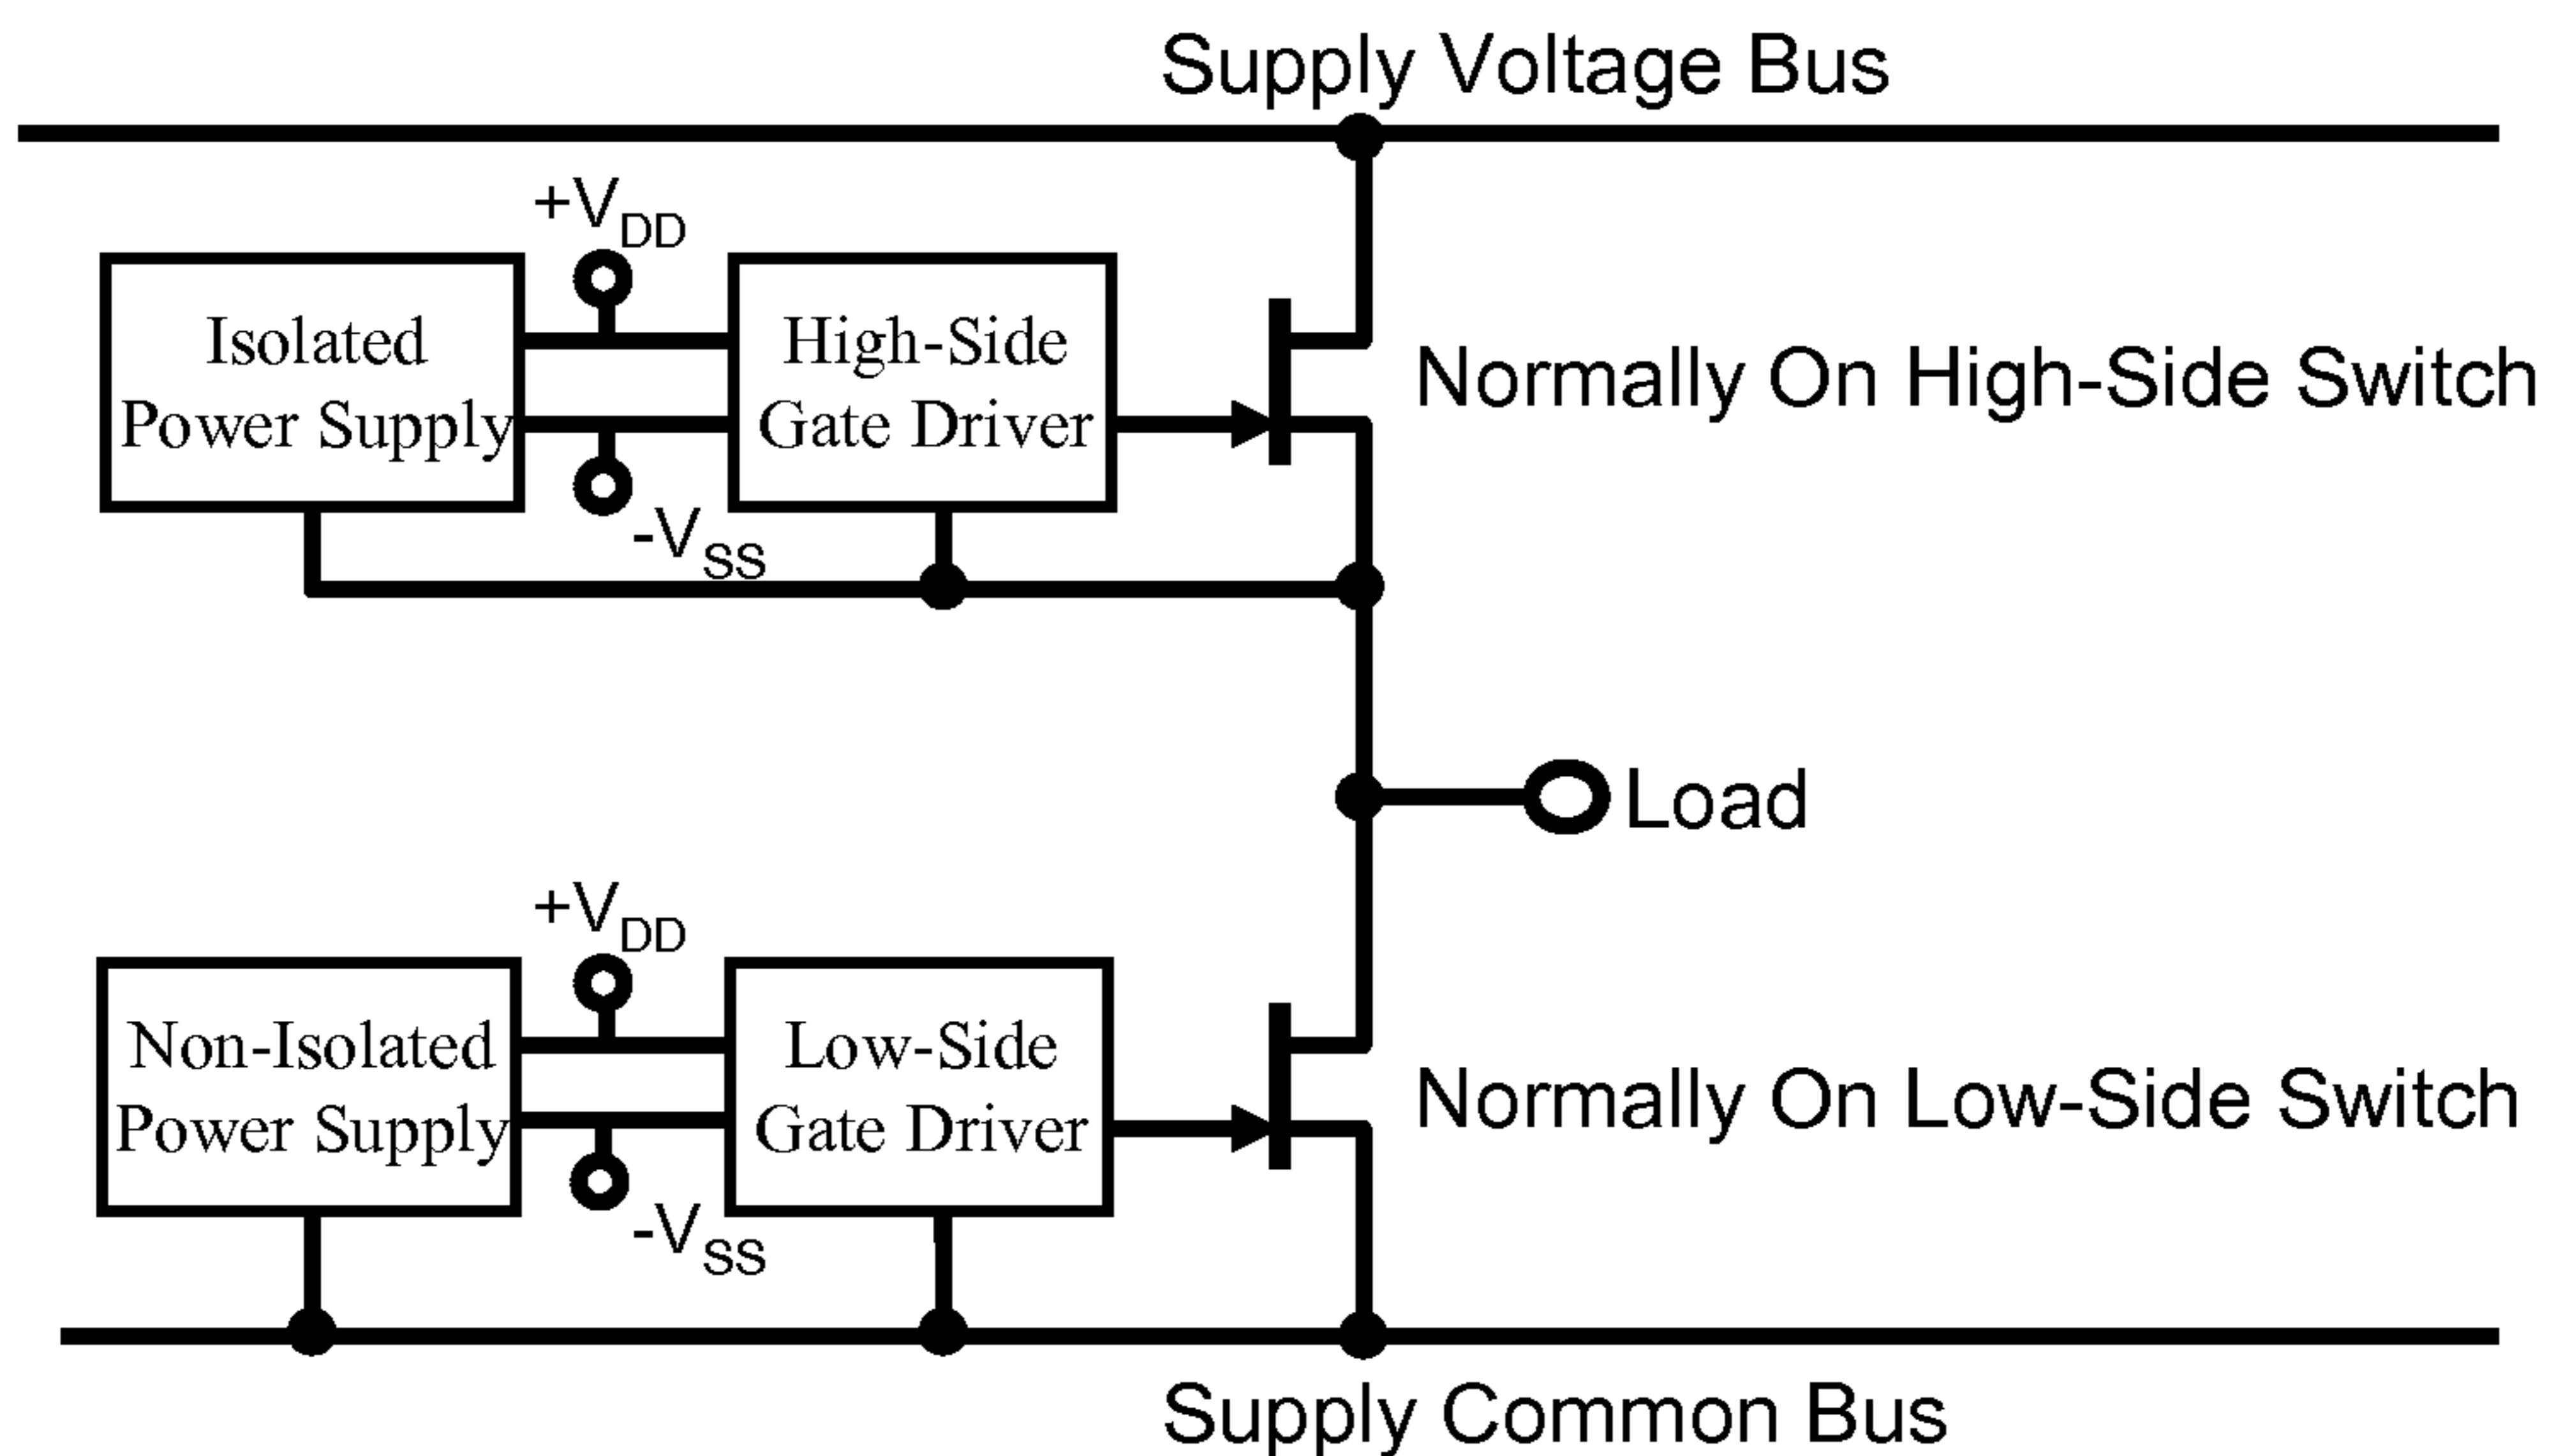 Supply Voltage Bus
+VDD
Isolated
Power Supply
High-Side
Gate Driver
Normally On High-Side Switch
-VSS
Load
+VDD
Non-Isolated
Power Supply
Low-Side
Gate Driver
Normally On Low-Side Switch
-VSS
Supply Common Bus